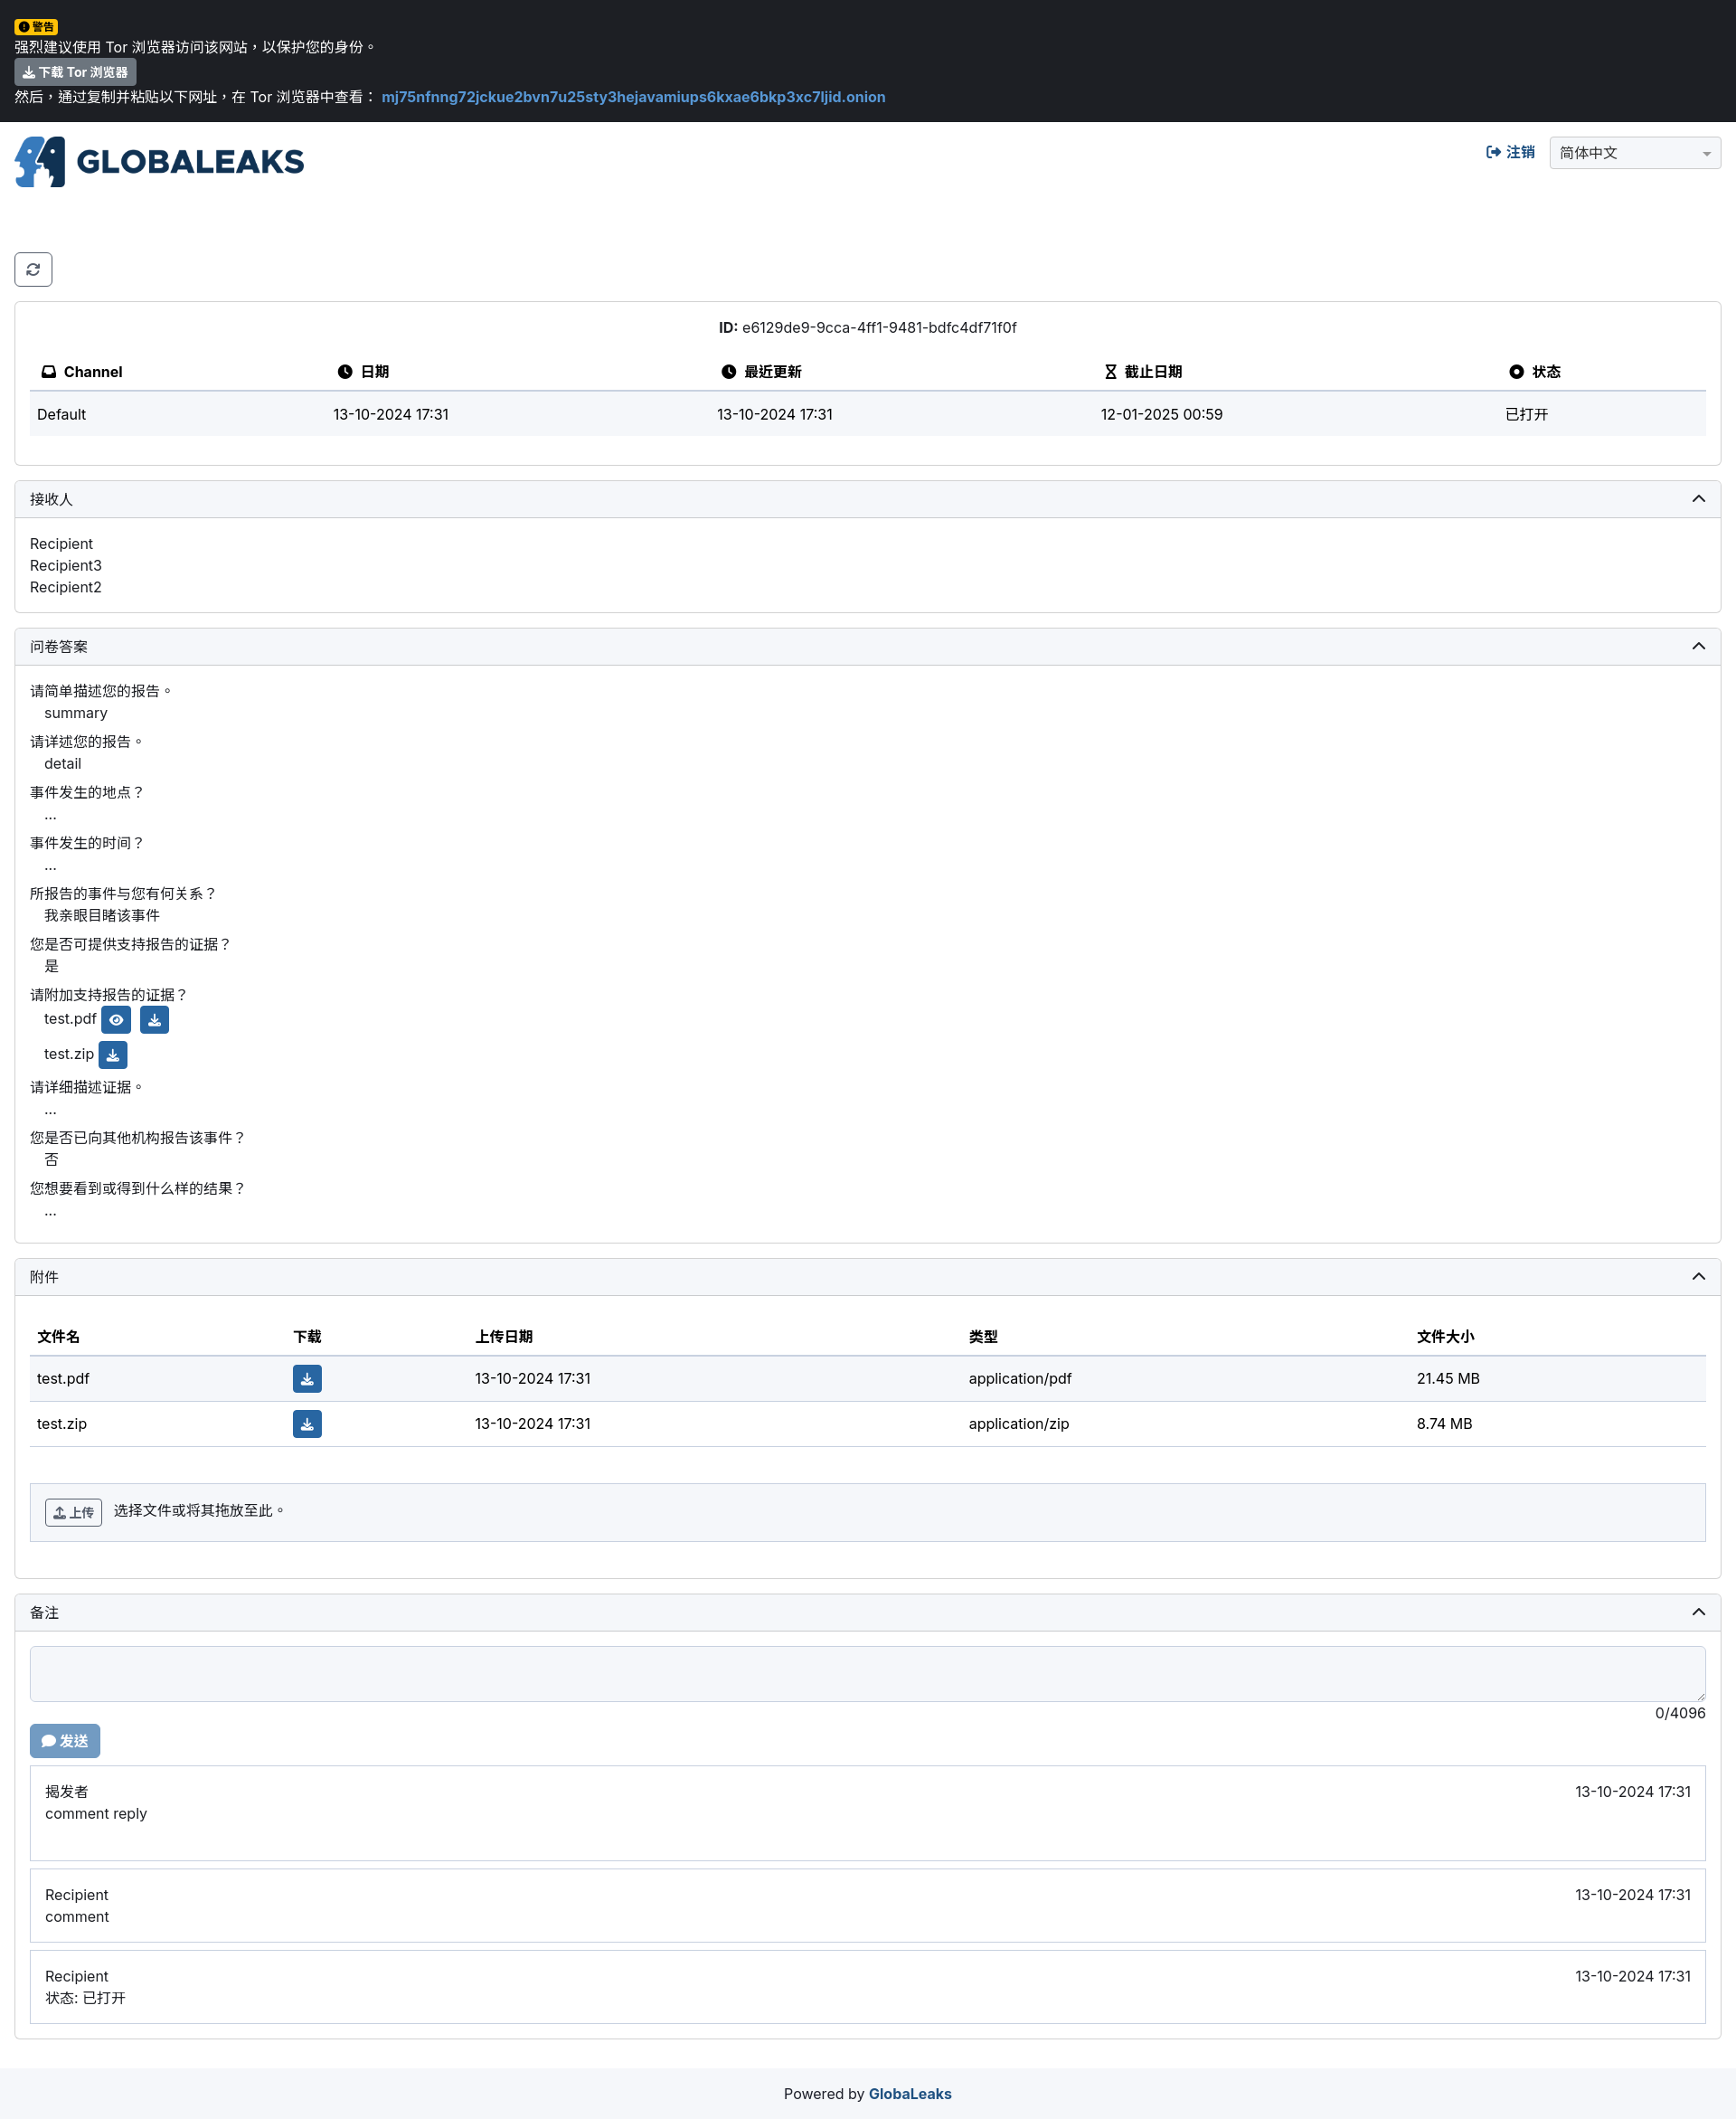 警告
强烈建议使用 Tor 浏览器访问该网站，以保护您的身份。
下载 Tor 浏览器
然后，通过复制并粘贴以下网址，在 Tor 浏览器中查看： mj75nfnng72jckue2bvn7u25sty3hejavamiups6kxae6bkp3xc7ljid.onion
GLOBALEAKS
注销 简体中文
ID: e6129de9-9cca-4ff1-9481-bdfc4df71f0f
Channel 日期 最近更新 截止日期 状态
Default 13-10-2024 17:31 13-10-2024 17:31 12-01-2025 00:59 已打开
接收人
Recipient
Recipient3
Recipient2
问卷答案
请简单描述您的报告。
summary
请详述您的报告。
detail
事件发生的地点？
...
事件发生的时间？
...
所报告的事件与您有何关系？
我亲眼目睹该事件
您是否可提供支持报告的证据？
是
请附加支持报告的证据？
test.pdf
test.zip
请详细描述证据。
...
您是否已向其他机构报告该事件？
否
您想要看到或得到什么样的结果？
...
附件
文件名 下载 上传日期 类型 文件大小
test.pdf 13-10-2024 17:31 application/pdf 21.45 MB
test.zip 13-10-2024 17:31 application/zip 8.74 MB
上传 选择文件或将其拖放至此。
备注
0/4096
发送
揭发者 13-10-2024 17:31
comment reply
Recipient 13-10-2024 17:31
comment
Recipient 13-10-2024 17:31
状态: 已打开
Powered by GlobaLeaks